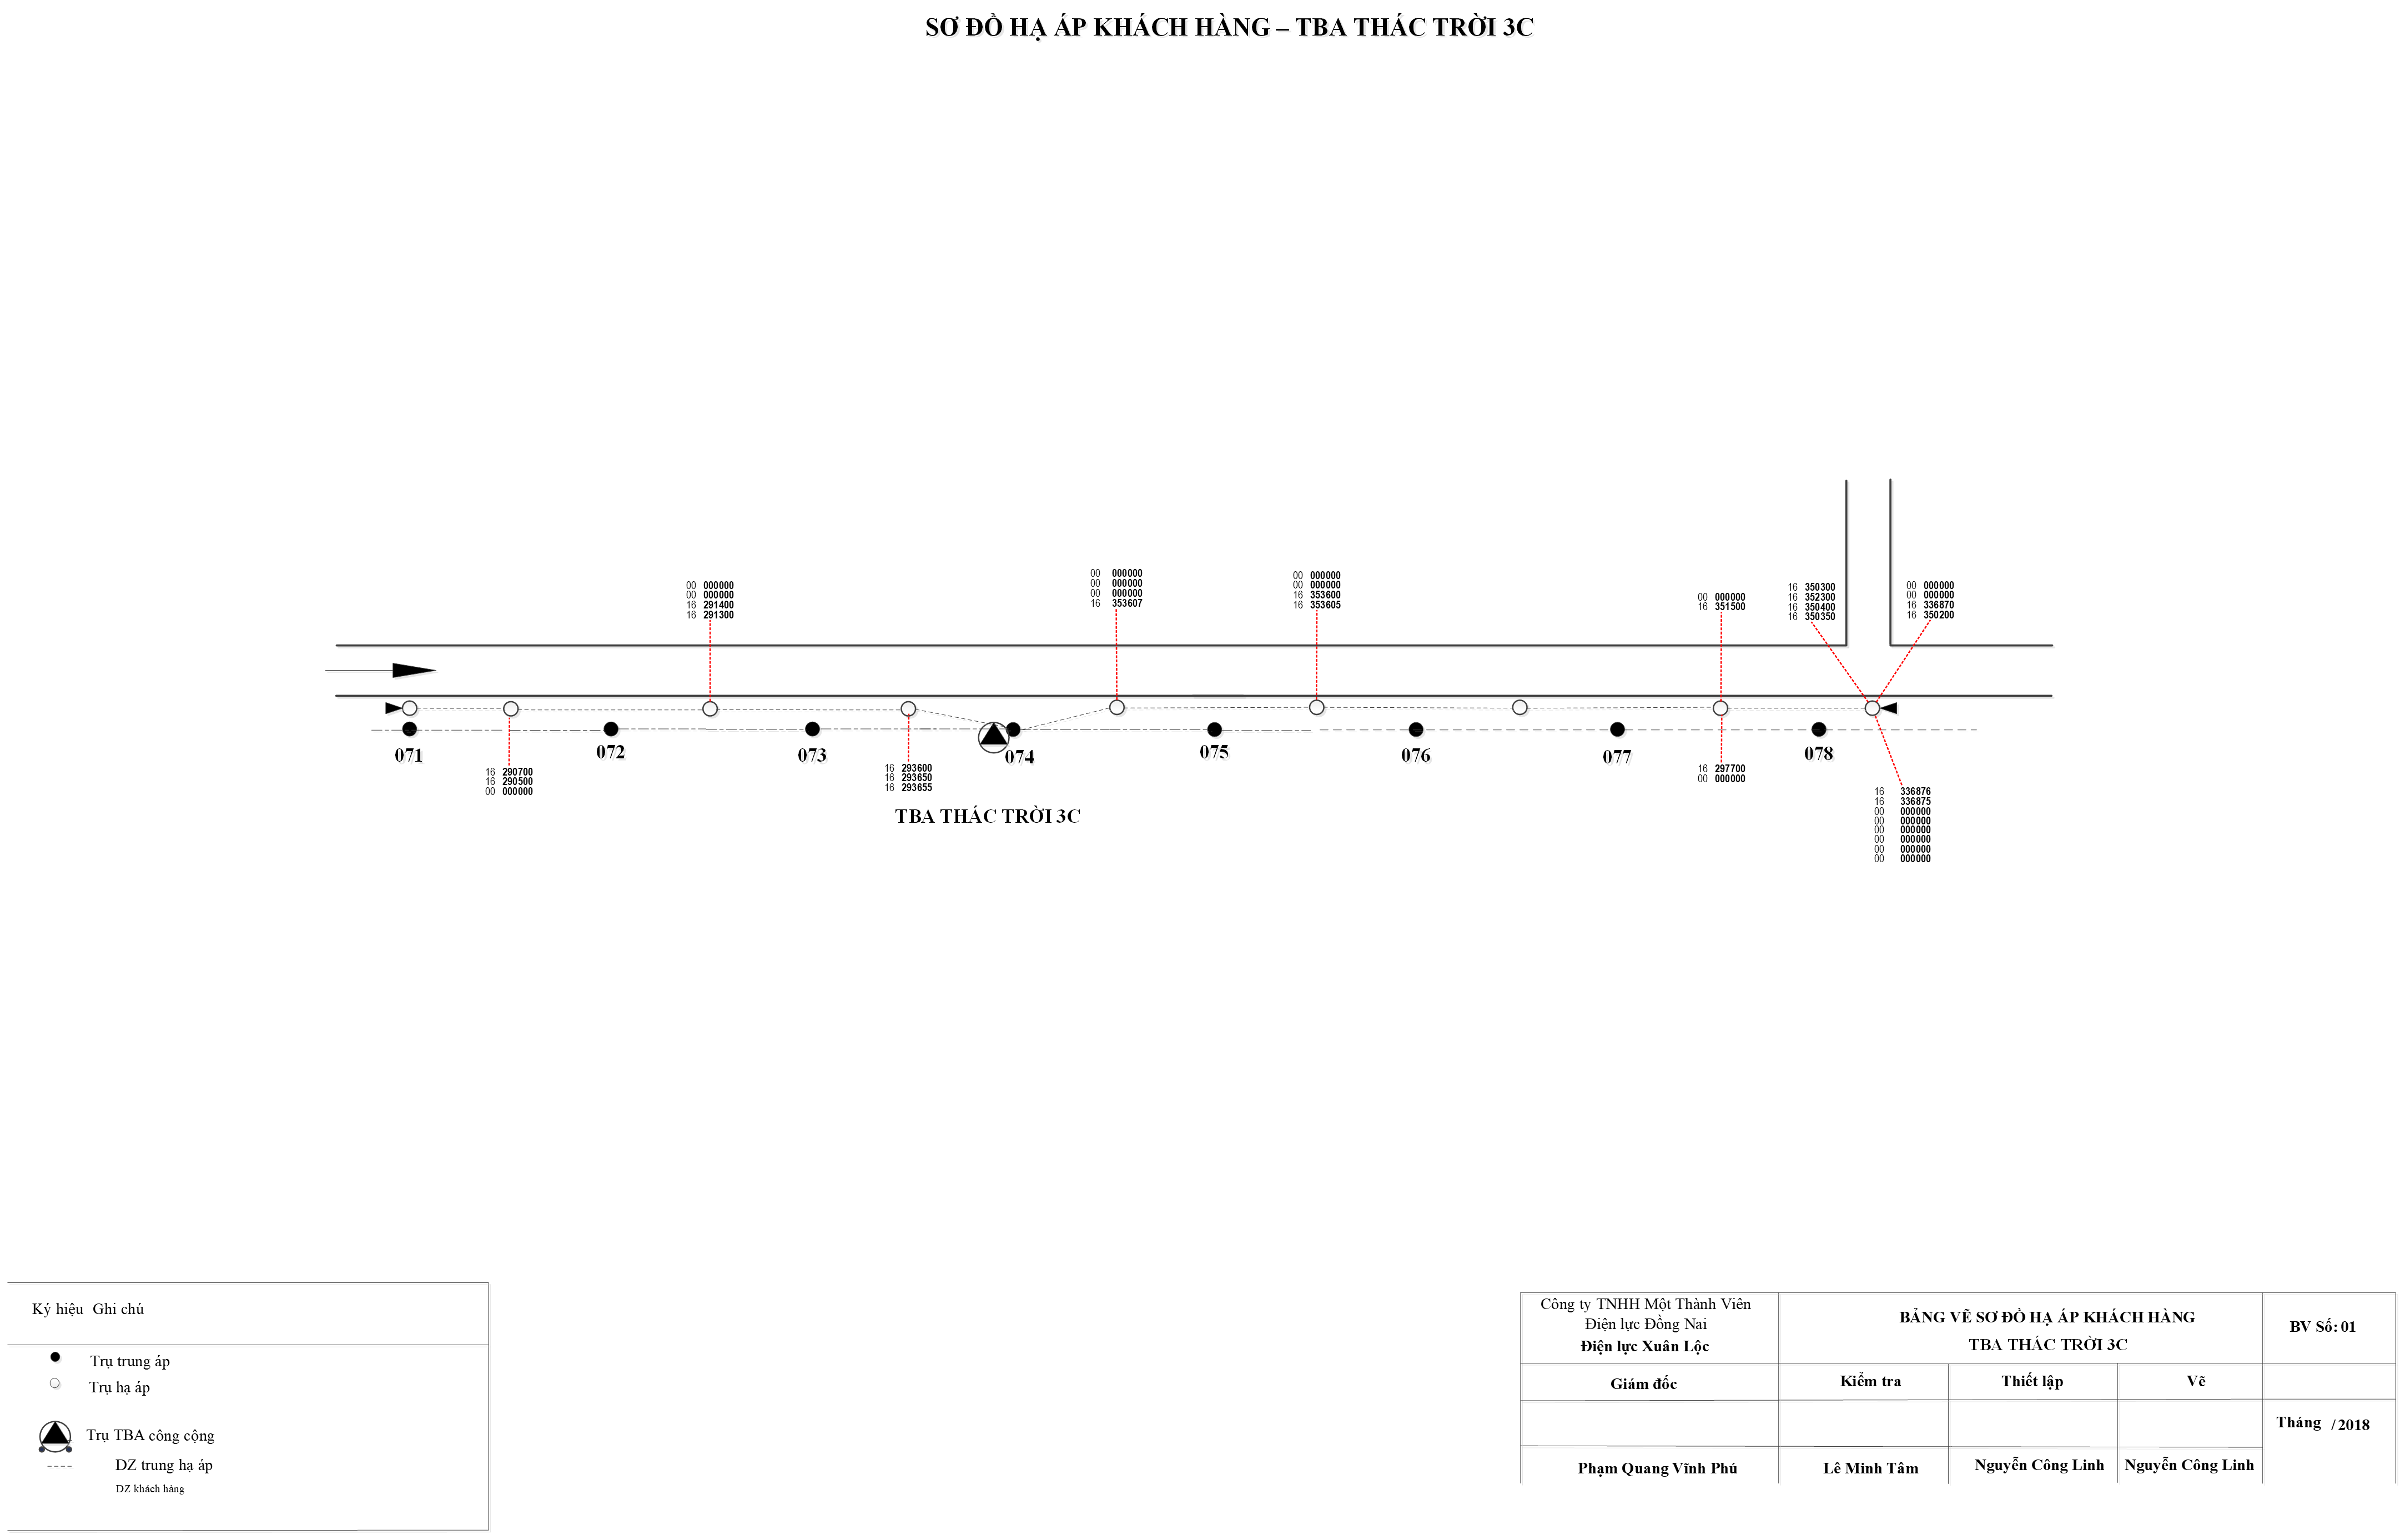 SƠ ĐỒ HẠ ÁP KHÁCH HÀNG – TBA THÁC TRỜI 3C
00 000000
00 000000
16 291400
16 291300
00 000000
00 000000
00 000000
16 353607
00 000000
00 000000
16 353600
16 353605
00 000000
16 351500
16 350300
16 352300
16 350400
16 350350
00 000000
00 000000
16 336870
16 350200
071
072
073
074
075
076
077
078
16 290700
16 290500
00 000000
16 293600
16 293650
16 293655
16 297700
00 000000
16 336876
16 336875
00 000000
00 000000
00 000000
00 000000
00 000000
00 000000
TBA THÁC TRỜI 3C
Ký hiệu Ghi chú
Trụ trung áp
Trụ hạ áp
Trụ TBA công cộng
DZ trung hạ áp
DZ khách hàng
Công ty TNHH Một Thành Viên
Điện lực Đồng Nai
Điện lực Xuân Lộc
BẢNG VẼ SƠ ĐỒ HẠ ÁP KHÁCH HÀNG
TBA THÁC TRỜI 3C
BV Số: 01
Giám đốc
Kiểm tra
Thiết lập
Vẽ
Tháng / 2018
Phạm Quang Vĩnh Phú
Lê Minh Tâm
Nguyễn Công Linh
Nguyễn Công Linh